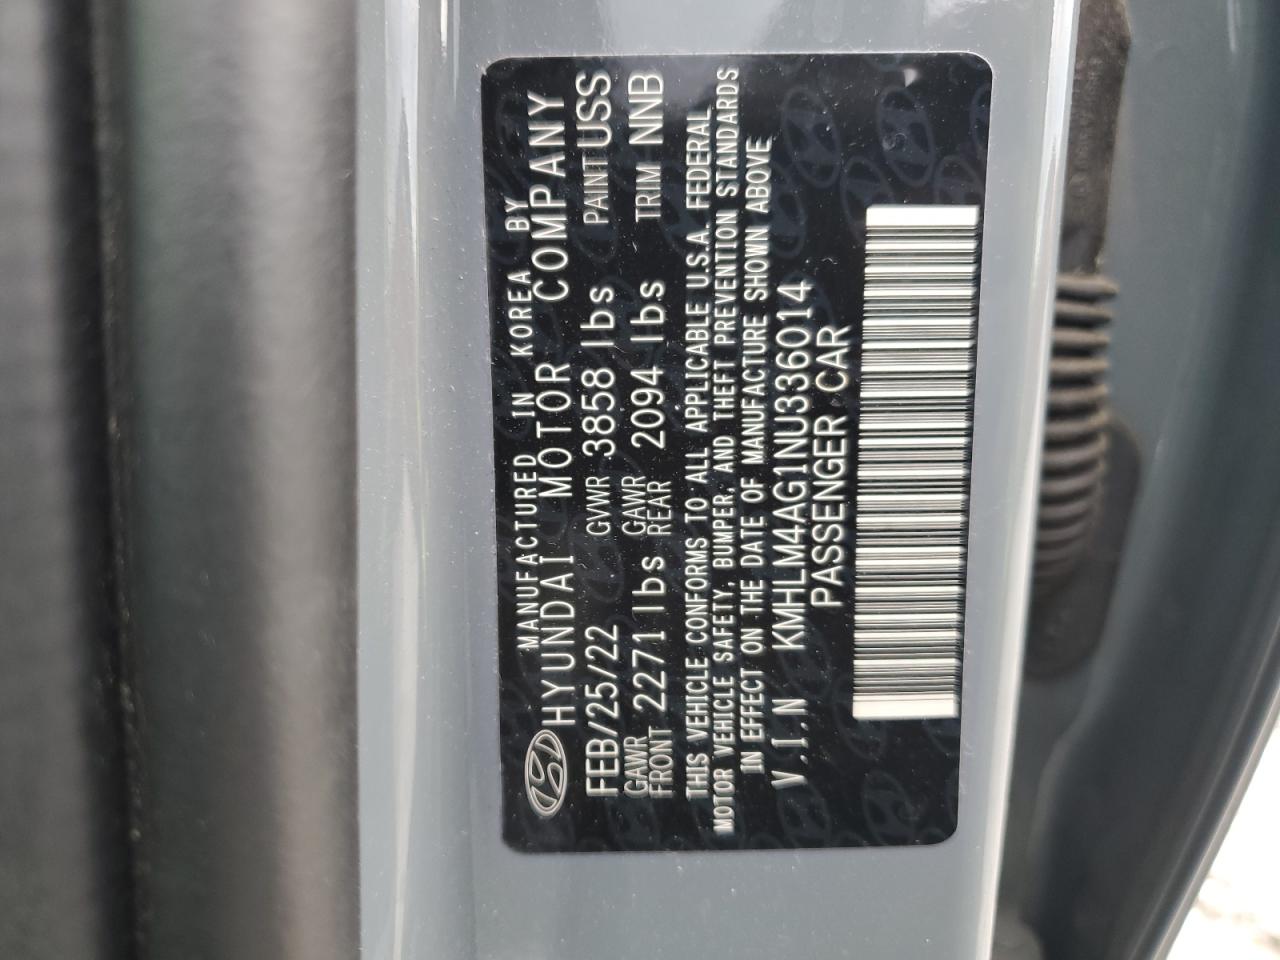 MANUFACTURED IN KOREA BY
HYUNDAI MOTOR COMPANY
FEB/25/22 GVWR 3858 lbs PAINT USS
GAWR FRONT 2271 lbs GAWR REAR 2094 lbs TRIM NNB
THIS VEHICLE CONFORMS TO ALL APPLICABLE U.S.A. FEDERAL
MOTOR VEHICLE SAFETY, BUMPER, AND THEFT PREVENTION STANDARDS
IN EFFECT ON THE DATE OF MANUFACTURE SHOWN ABOVE
V.I.N KMHLM4AG1NU336014
PASSENGER CAR